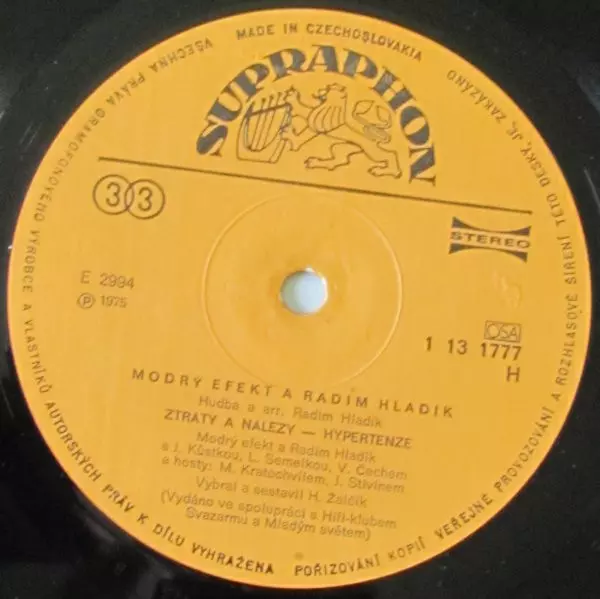 MADE IN CZECHOSLOVAKIA
VŠECHNA PRÁVA GRAMOFONOVÉHO VÝROBCE A VLASTNÍKŮ AUTORSKÝCH PRÁV K DÍLU VYHRAŽENA
POŘIZOVÁNÍ KOPIÍ VEŘEJNÉ PROVOZOVÁNÍ A ROZHLASOVÉ ŠÍŘENÍ TÉTO DESKY, JE, ZAKÁZÁNO
SUPRAPHON
33
STEREO
E 2994
Ⓟ 1975
OSA
1 13 1777
H
MODRÝ EFEKT A RADIM HLADÍK
Hudba a arr. Radim Hladík
ZTRÁTY A NÁLEZY — HYPERTENZE
Modrý efekt a Radim Hladík
s J. Kůstkou, L. Semelkou, V. Čechem
a hosty: M. Kratochvílem, J. Stivínem
Vybral a sestavil H. Žalčík
(Vydáno ve spolupráci s Hifi-klubem
Svazarmu a Mladým světem)